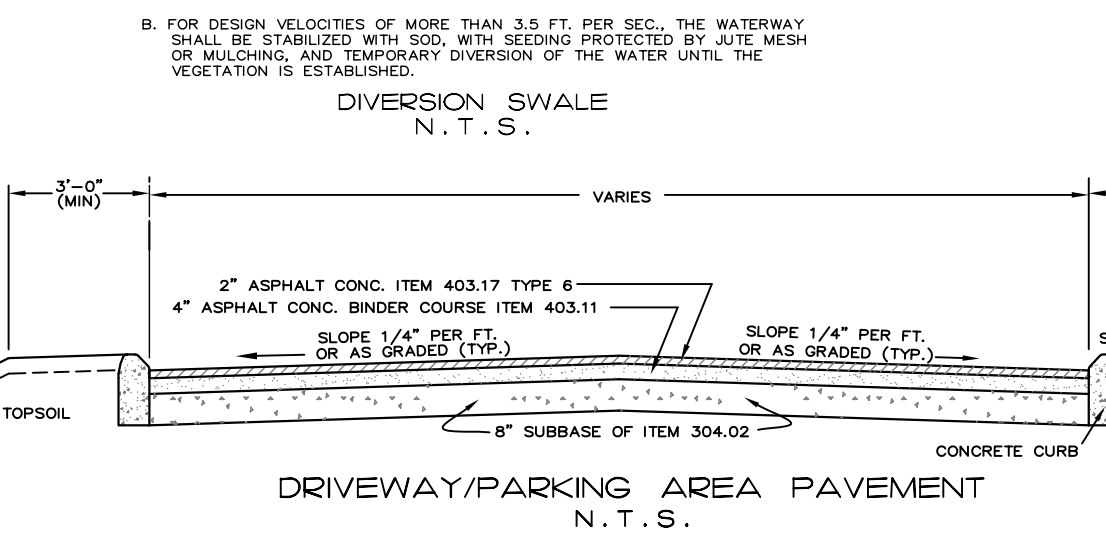 B. FOR DESIGN VELOCITIES OF MORE THAN 3.5 FT. PER SEC., THE WATERWAY
SHALL BE STABILIZED WITH SOD, WITH SEEDING PROTECTED BY JUTE MESH
OR MULCHING, AND TEMPORARY DIVERSION OF THE WATER UNTIL THE
VEGETATION IS ESTABLISHED.
DIVERSION SWALE
N.T.S.
3'-0"
(MIN)
VARIES
2" ASPHALT CONC. ITEM 403.17 TYPE 6
4" ASPHALT CONC. BINDER COURSE ITEM 403.11
SLOPE 1/4" PER FT.
OR AS GRADED (TYP.)
SLOPE 1/4" PER FT.
OR AS GRADED (TYP.)
S
TOPSOIL
8" SUBBASE OF ITEM 304.02
CONCRETE CURB
DRIVEWAY/PARKING AREA PAVEMENT
N.T.S.